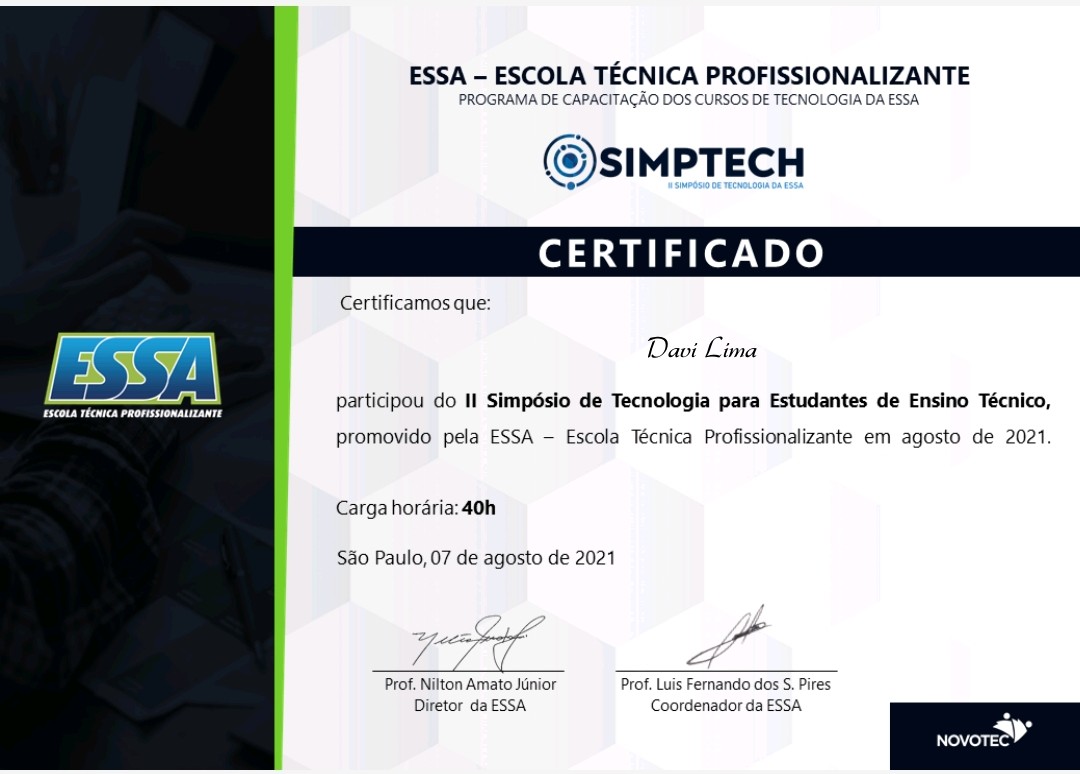 ESSA – ESCOLA TÉCNICA PROFISSIONALIZANTE
PROGRAMA DE CAPACITAÇÃO DOS CURSOS DE TECNOLOGIA DA ESSA
SIMPTECH
II SIMPÓSIO DE TECNOLOGIA DA ESSA
CERTIFICADO
Certificamos que:
Davi Lima
participou do II Simpósio de Tecnologia para Estudantes de Ensino Técnico,
promovido pela ESSA – Escola Técnica Profissionalizante em agosto de 2021.
Carga horária: 40h
São Paulo, 07 de agosto de 2021
Prof. Nilton Amato Júnior
Diretor da ESSA
Prof. Luis Fernando dos S. Pires
Coordenador da ESSA
ESSA
ESCOLA TÉCNICA PROFISSIONALIZANTE
NOVOTEC